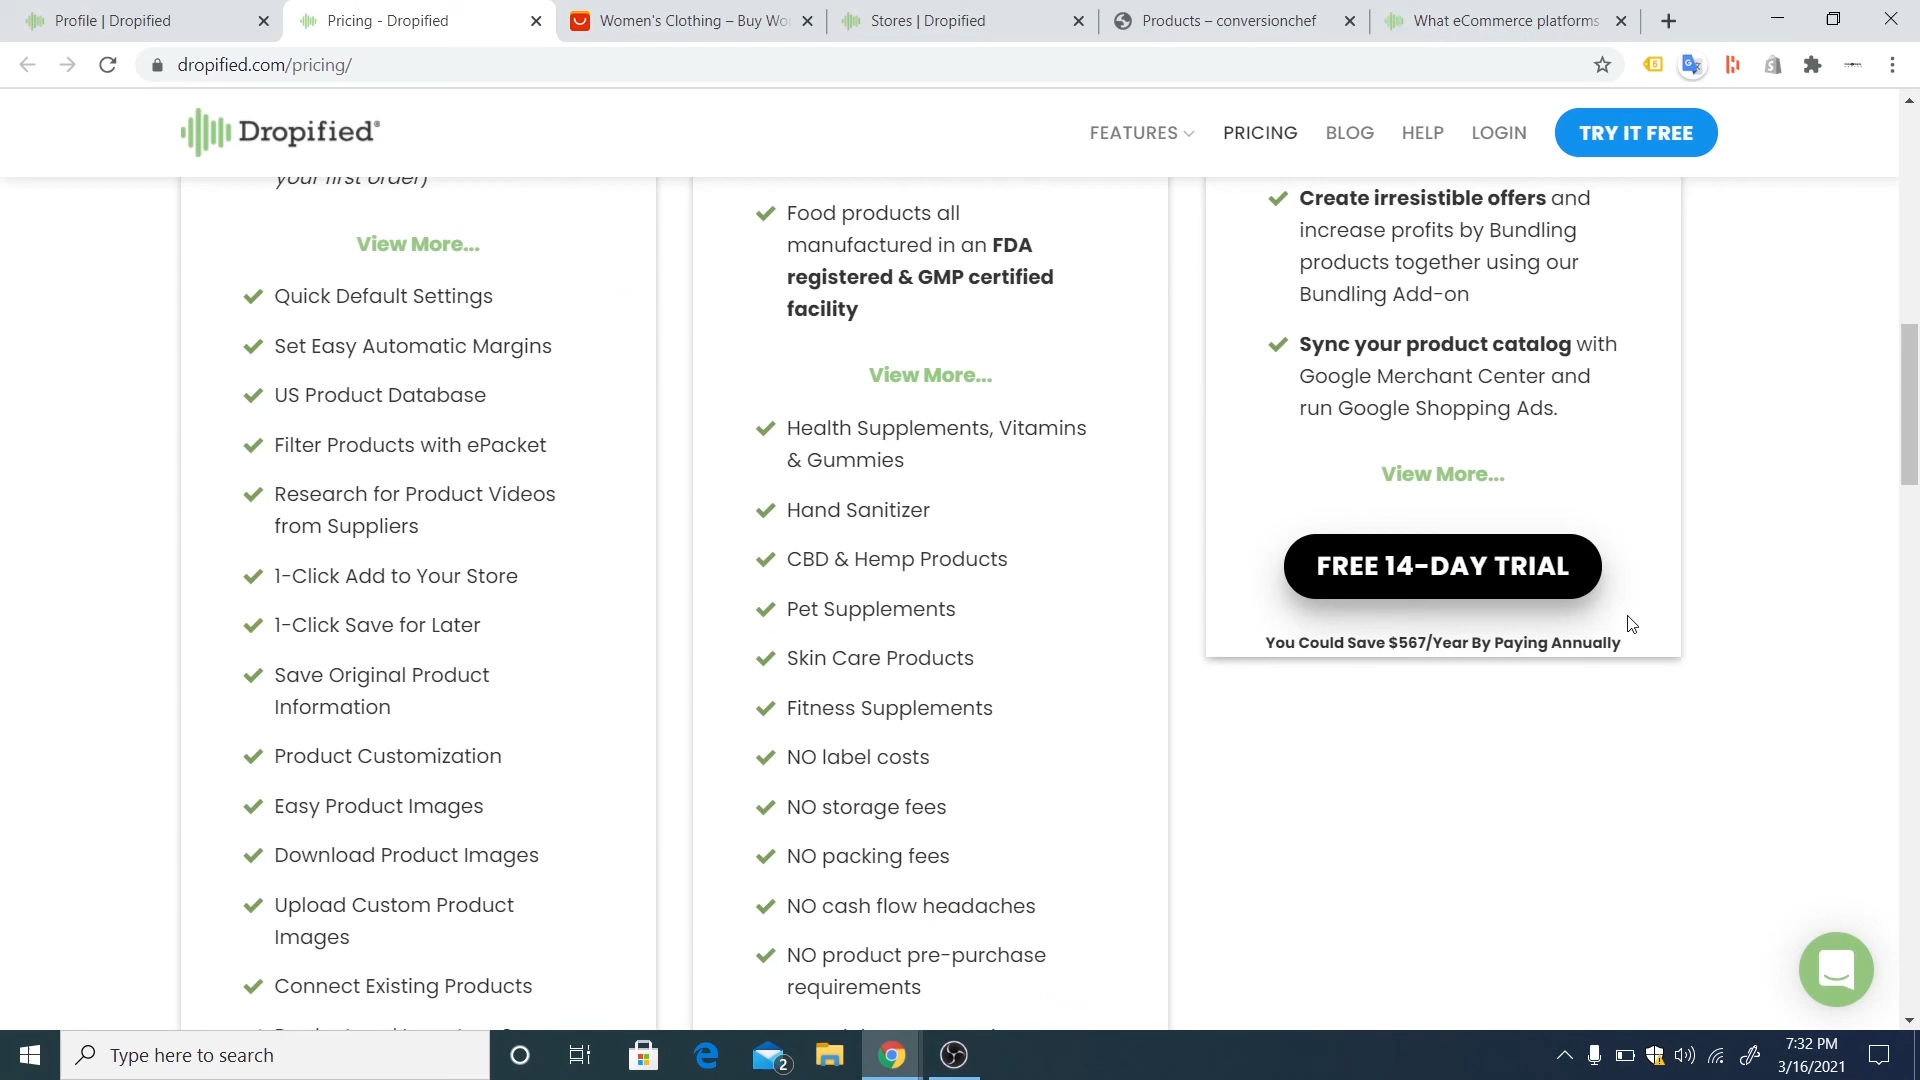 Profile | Dropified
Pricing - Dropified
Women's Clothing – Buy Wo
Stores | Dropified
Products – conversionchef
What eCommerce platforms
dropified.com/pricing/
Dropified
FEATURES
PRICING
BLOG
HELP
LOGIN
TRY IT FREE
your first order)
View More...
Quick Default Settings
Set Easy Automatic Margins
US Product Database
Filter Products with ePacket
Research for Product Videos
from Suppliers
1-Click Add to Your Store
1-Click Save for Later
Save Original Product
Information
Product Customization
Easy Product Images
Download Product Images
Upload Custom Product
Images
Connect Existing Products
Food products all
manufactured in an FDA
registered & GMP certified
facility
View More...
Health Supplements, Vitamins
& Gummies
Hand Sanitizer
CBD & Hemp Products
Pet Supplements
Skin Care Products
Fitness Supplements
NO label costs
NO storage fees
NO packing fees
NO cash flow headaches
NO product pre-purchase
requirements
Create irresistible offers and
increase profits by Bundling
products together using our
Bundling Add-on
Sync your product catalog with
Google Merchant Center and
run Google Shopping Ads.
View More...
FREE 14-DAY TRIAL
You Could Save $567/Year By Paying Annually
Type here to search
2
7:32 PM
3/16/2021